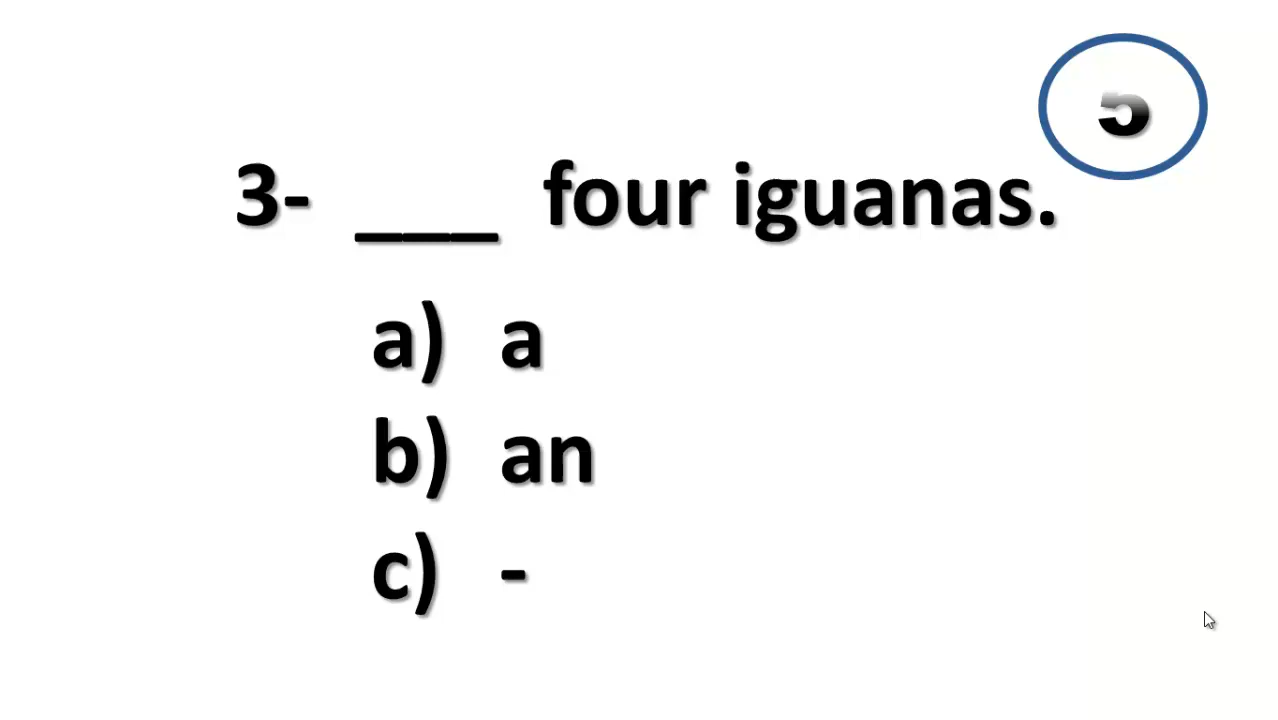 5
3- ___ four iguanas.
a) a
b) an
c) -